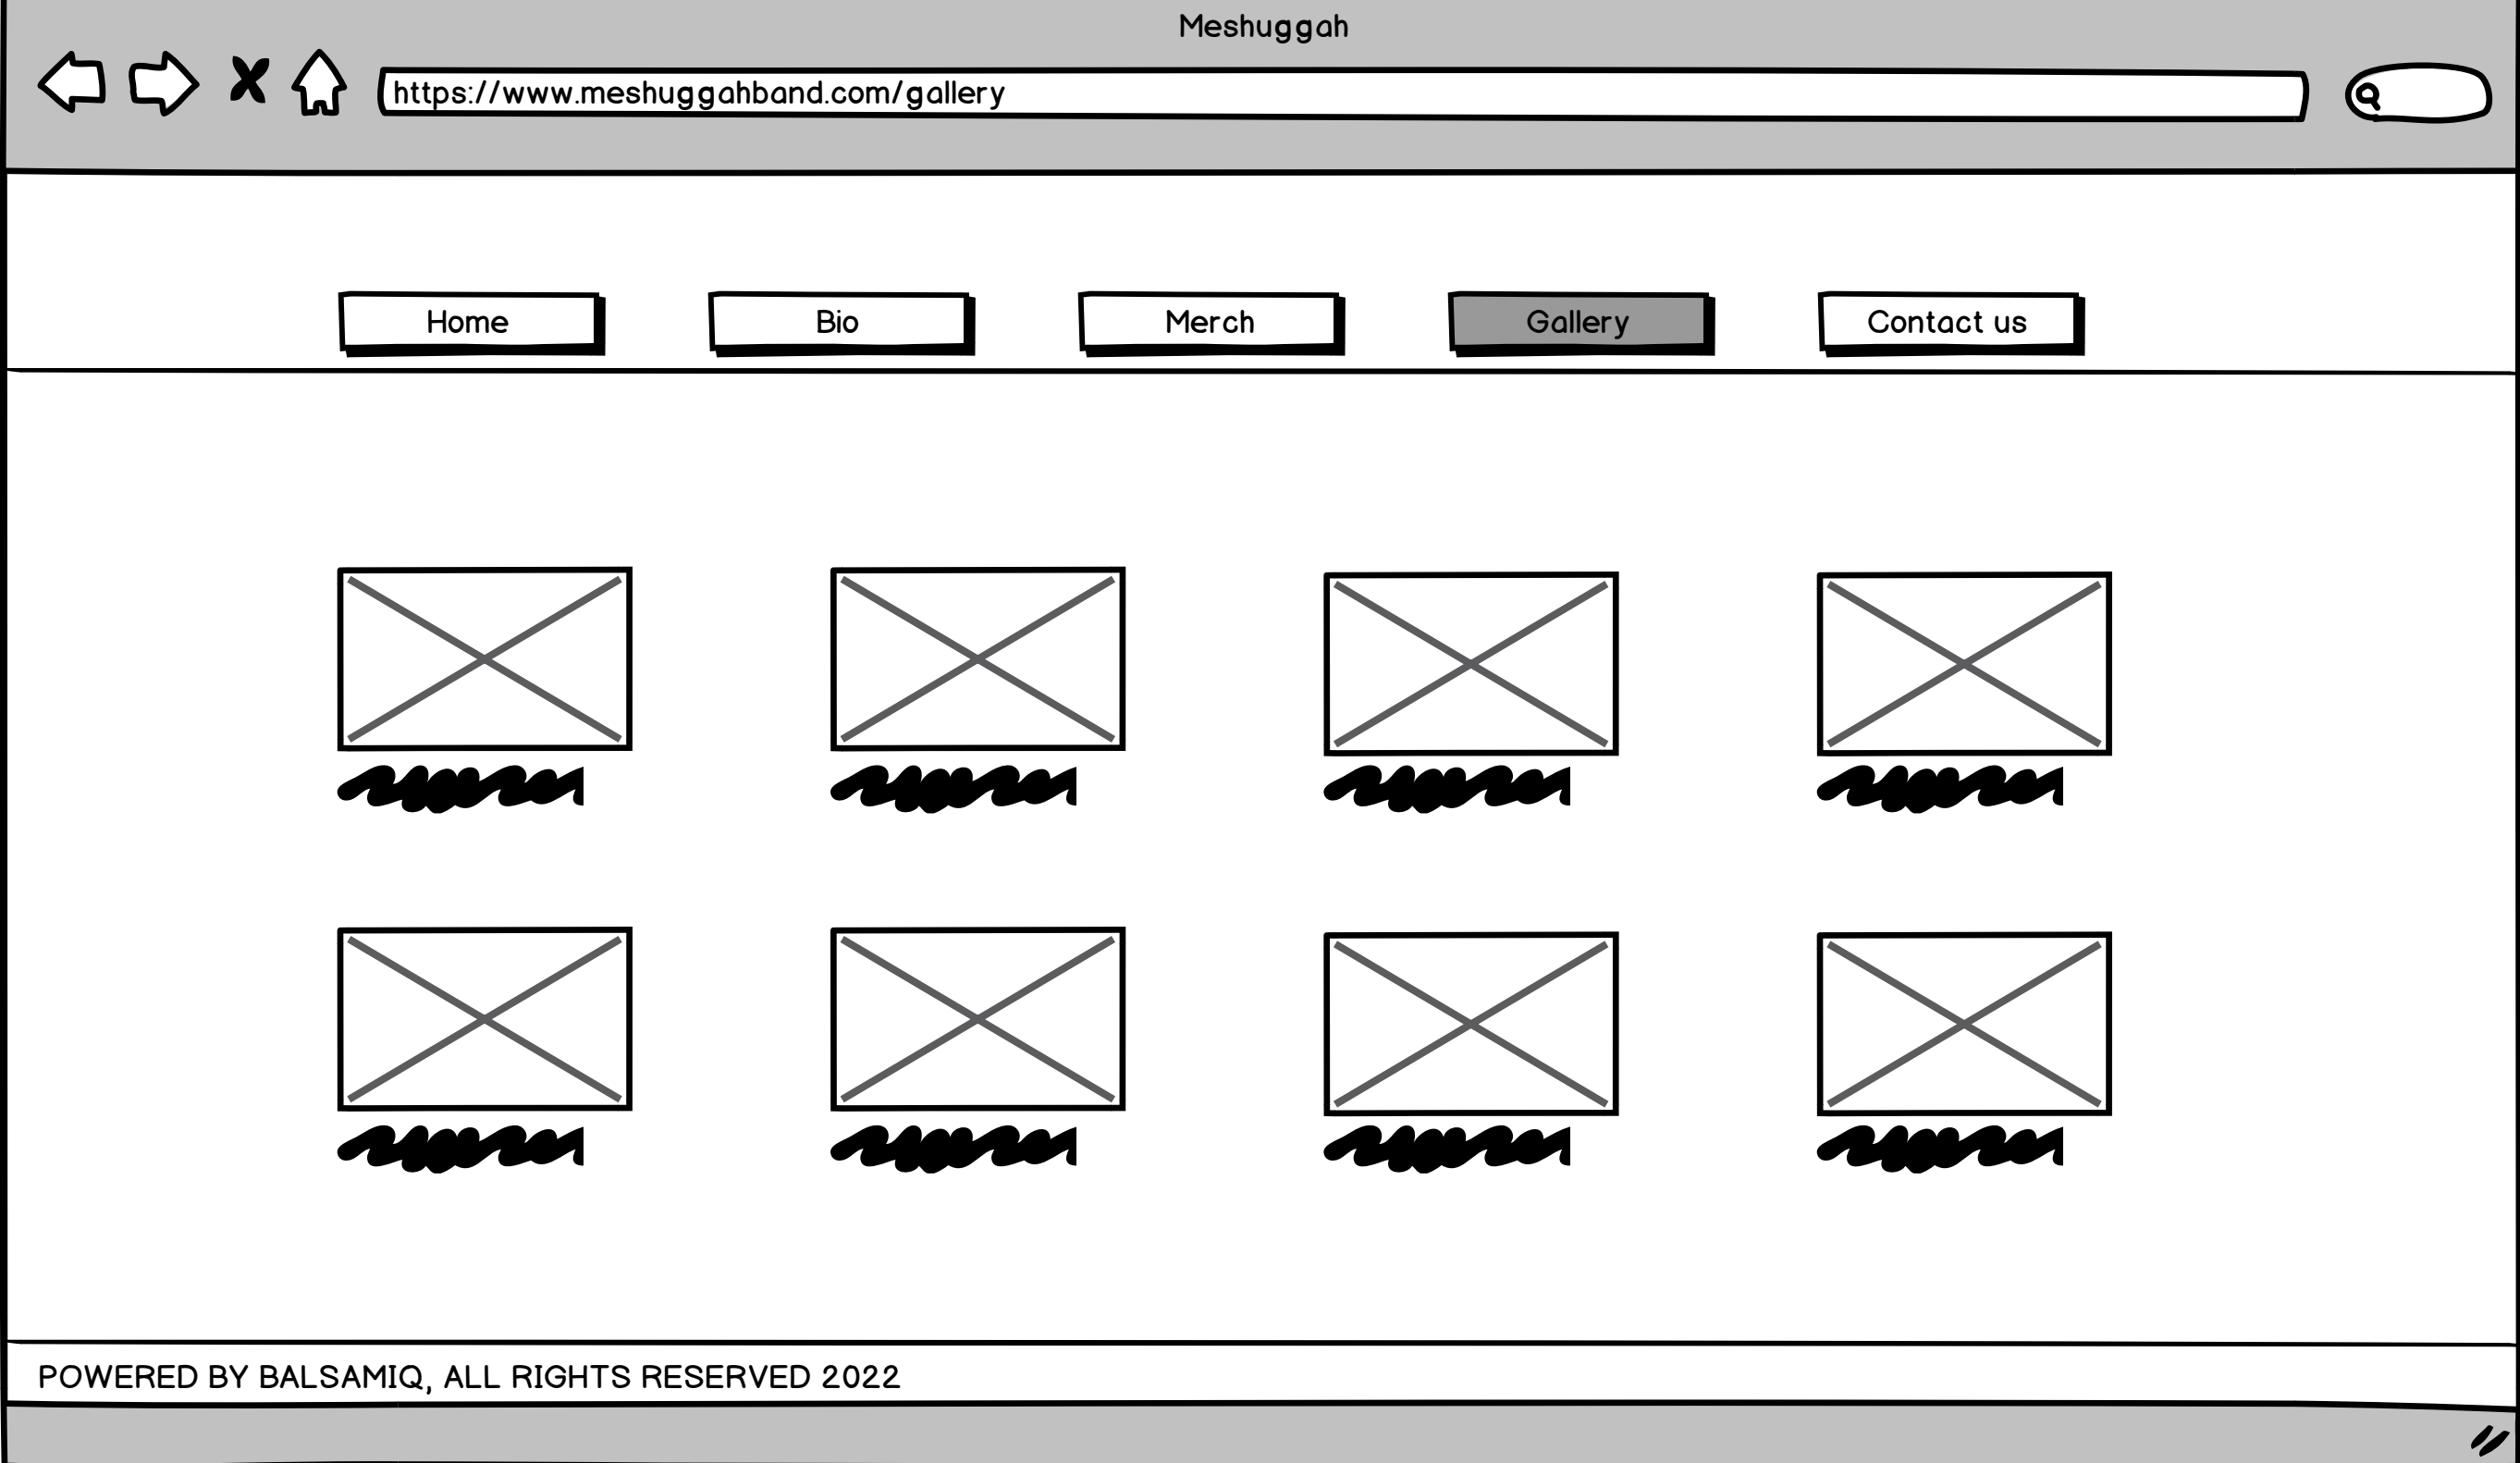 Meshuggah
https://www.meshuggahband.com/gallery
Home
Bio
Merch
Gallery
Contact us
POWERED BY BALSAMIQ, ALL RIGHTS RESERVED 2022